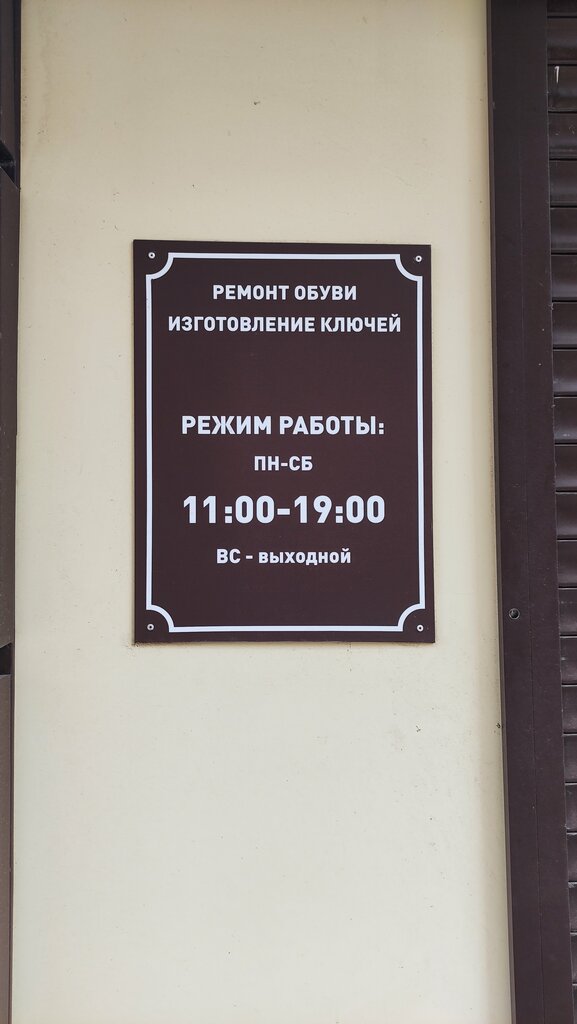 РЕМОНТ ОБУВИ
ИЗГОТОВЛЕНИЕ КЛЮЧЕЙ
РЕЖИМ РАБОТЫ:
ПН-СБ
11:00-19:00
ВС - выходной